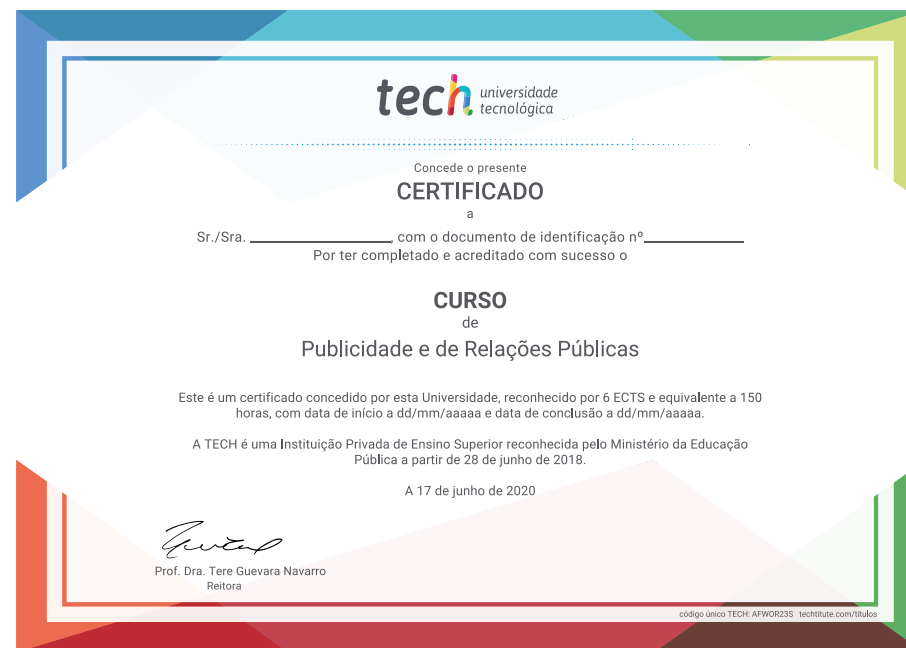 tech universidade
tecnológica
Concede o presente
CERTIFICADO
a
Sr./Sra. ____________________, com o documento de identificação nº______________
Por ter completado e acreditado com sucesso o
CURSO
de
Publicidade e de Relações Públicas
Este é um certificado concedido por esta Universidade, reconhecido por 6 ECTS e equivalente a 150
horas, com data de início a dd/mm/aaaaa e data de conclusão a dd/mm/aaaaa.
A TECH é uma Instituição Privada de Ensino Superior reconhecida pelo Ministério da Educação
Pública a partir de 28 de junho de 2018.
A 17 de junho de 2020
Prof. Dra. Tere Guevara Navarro
Reitora
código único TECH: AFWOR23S techtitute.com/titulos